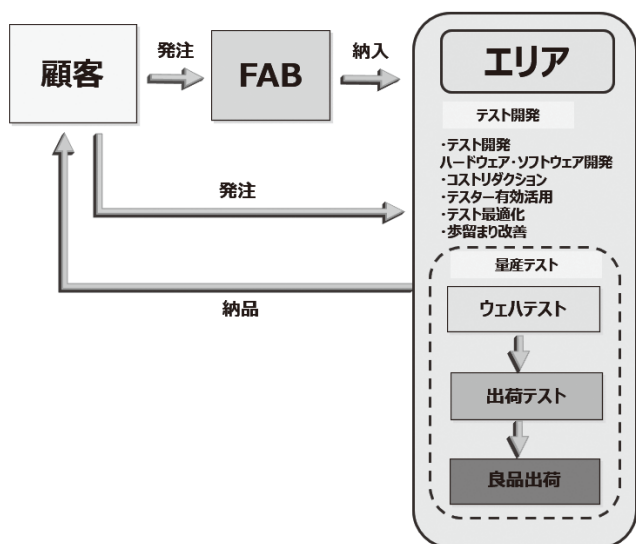 顧客
発注
FAB
納入
エリア
テスト開発
・テスト開発
ハードウェア・ソフトウェア開発
・コストリダクション
・テスター有効活用
・テスト最適化
・歩留まり改善
発注
納品
量産テスト
ウェハテスト
出荷テスト
良品出荷